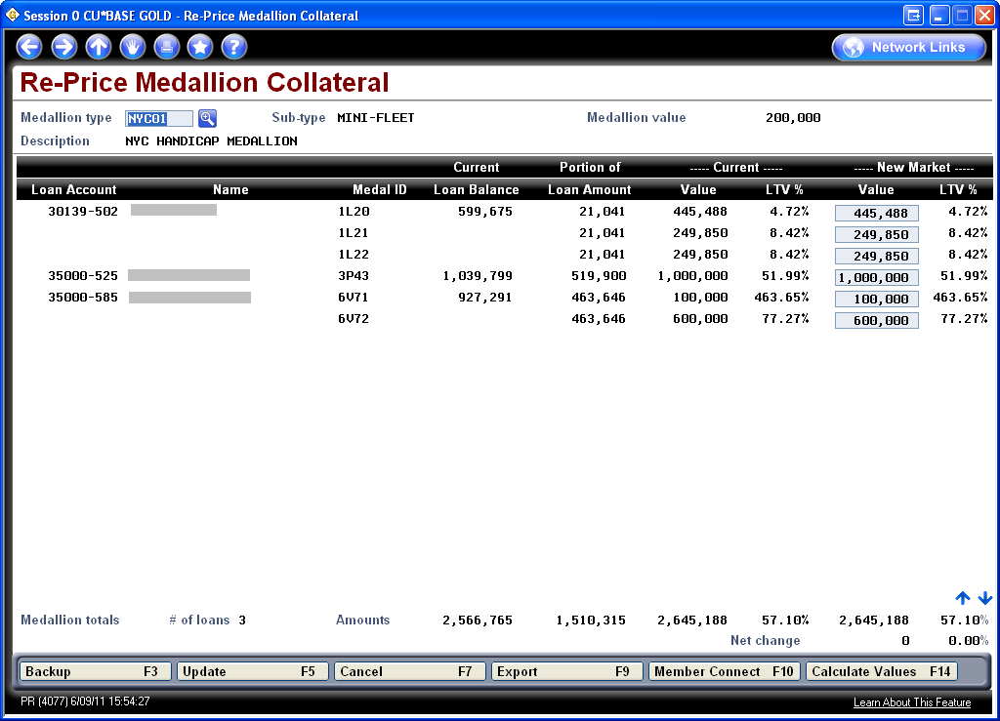 Session 0 CU*BASE GOLD - Re-Price Medallion Collateral
Network Links
Re-Price Medallion Collateral
Medallion type NYC01 Sub-type MINI-FLEET Medallion value 200,000
Description NYC HANDICAP MEDALLION
Current Portion of ----- Current ----- ----- New Market -----
Loan Account Name Medal ID Loan Balance Loan Amount Value LTV % Value LTV %
30139-502 1L20 599,675 21,041 445,488 4.72% 445,488 4.72%
1L21 21,041 249,850 8.42% 249,850 8.42%
1L22 21,041 249,850 8.42% 249,850 8.42%
35000-525 3P43 1,039,799 519,900 1,000,000 51.99% 1,000,000 51.99%
35000-585 6V71 927,291 463,646 100,000 463.65% 100,000 463.65%
6V72 463,646 600,000 77.27% 600,000 77.27%
Medallion totals # of loans 3 Amounts 2,566,765 1,510,315 2,645,188 57.10% 2,645,188 57.10%
Net change 0 0.00%
Backup F3 Update F5 Cancel F7 Export F9 Member Connect F10 Calculate Values F14
PR (4077) 6/09/11 15:54:27 Learn About This Feature